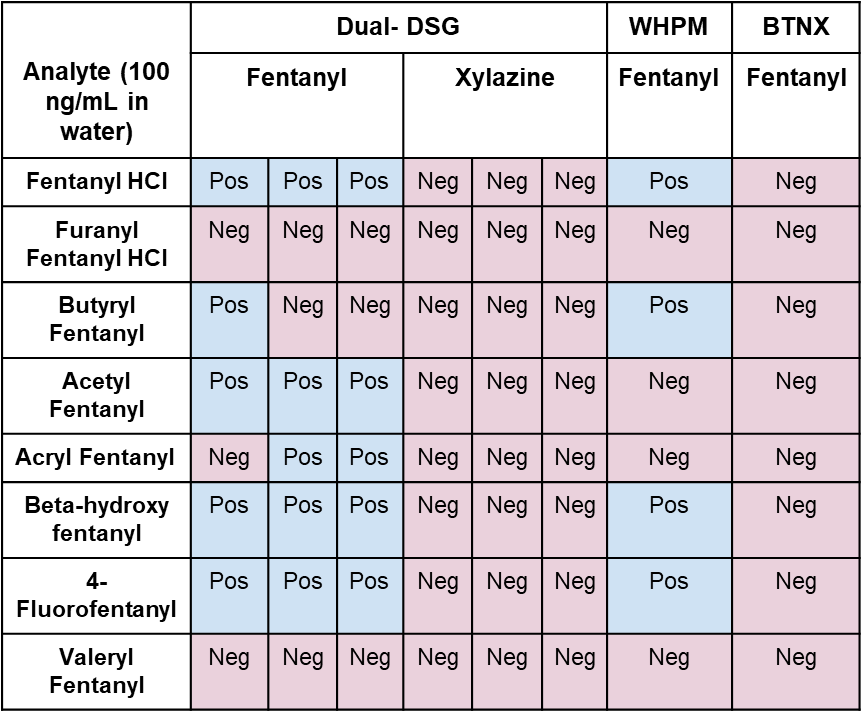 Dual- DSG WHPM BTNX
Analyte (100
ng/mL in
water)
Fentanyl Xylazine Fentanyl Fentanyl
Fentanyl HCl Pos Pos Pos Neg Neg Neg Pos Neg
Furanyl
Fentanyl HCl
Neg Neg Neg Neg Neg Neg Neg Neg
Butyryl
Fentanyl
Pos Neg Neg Neg Neg Neg Pos Neg
Acetyl
Fentanyl
Pos Pos Pos Neg Neg Neg Neg Neg
Acryl Fentanyl Neg Pos Pos Neg Neg Neg Neg Neg
Beta-hydroxy
fentanyl
Pos Pos Pos Neg Neg Neg Pos Neg
4-
Fluorofentanyl
Pos Pos Pos Neg Neg Neg Pos Neg
Valeryl
Fentanyl
Neg Neg Neg Neg Neg Neg Neg Neg